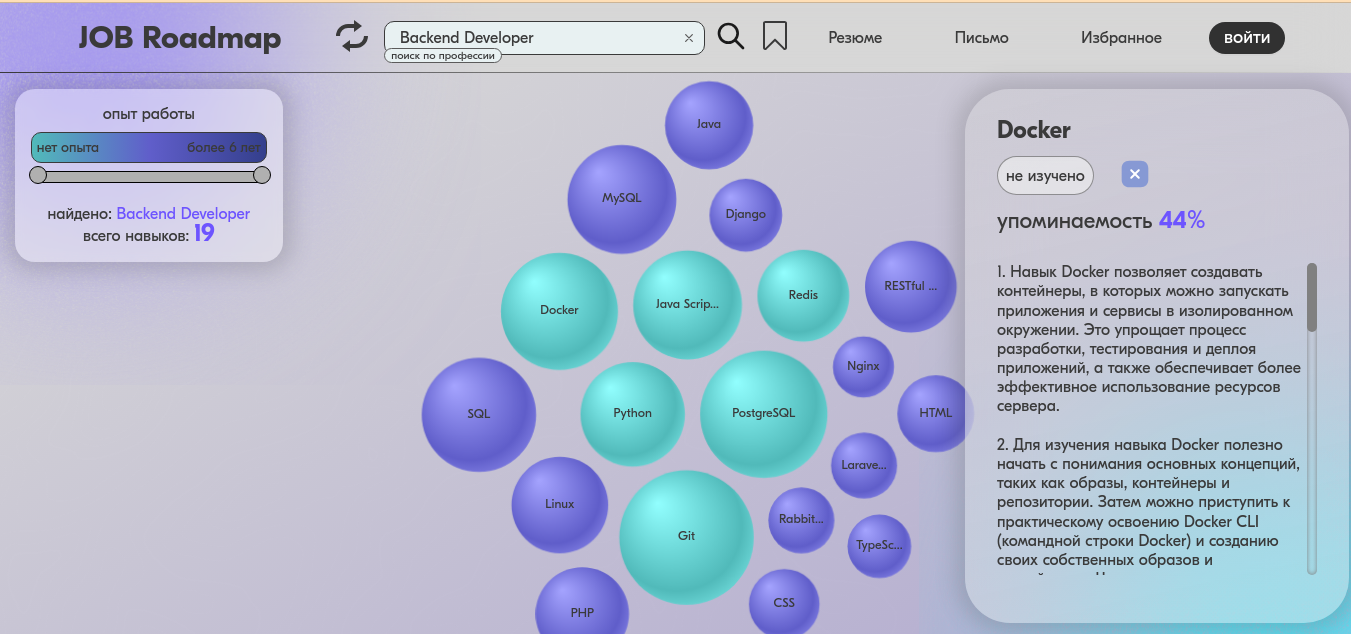 JOB Roadmap
Backend Developer
поиск по профессии
Резюме
Письмо
Избранное
войти
опыт работы
нет опыта
более 6 лет
найдено: Backend Developer
всего навыков: 19
Java
MySQL
Django
Docker
Java Scrip...
Redis
RESTful ...
Nginx
SQL
Python
PostgreSQL
HTML
Larave...
Linux
Git
Rabbit...
TypeSc...
PHP
CSS
Docker
не изучено
упоминаемость 44%
1. Навык Docker позволяет создавать
контейнеры, в которых можно запускать
приложения и сервисы в изолированном
окружении. Это упрощает процесс
разработки, тестирования и деплоя
приложений, а также обеспечивает более
эффективное использование ресурсов
сервера.
2. Для изучения навыка Docker полезно
начать с понимания основных концепций,
таких как образы, контейнеры и
репозитории. Затем можно приступить к
практическому освоению Docker CLI
(командной строки Docker) и созданию
своих собственных образов и